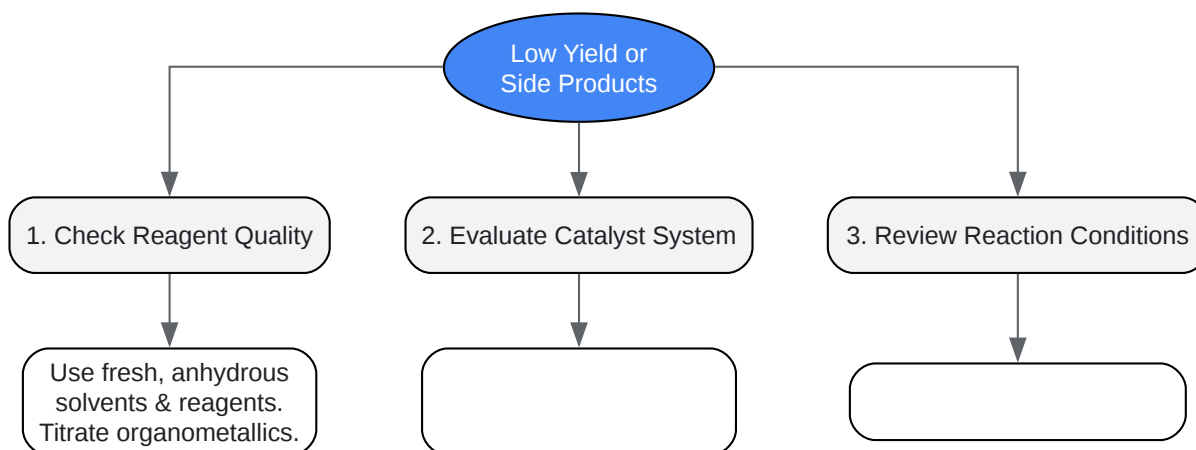 Low Yield or
Side Products
1. Check Reagent Quality
2. Evaluate Catalyst System
3. Review Reaction Conditions
Use fresh, anhydrous
solvents & reagents.
Titrate organometallics.